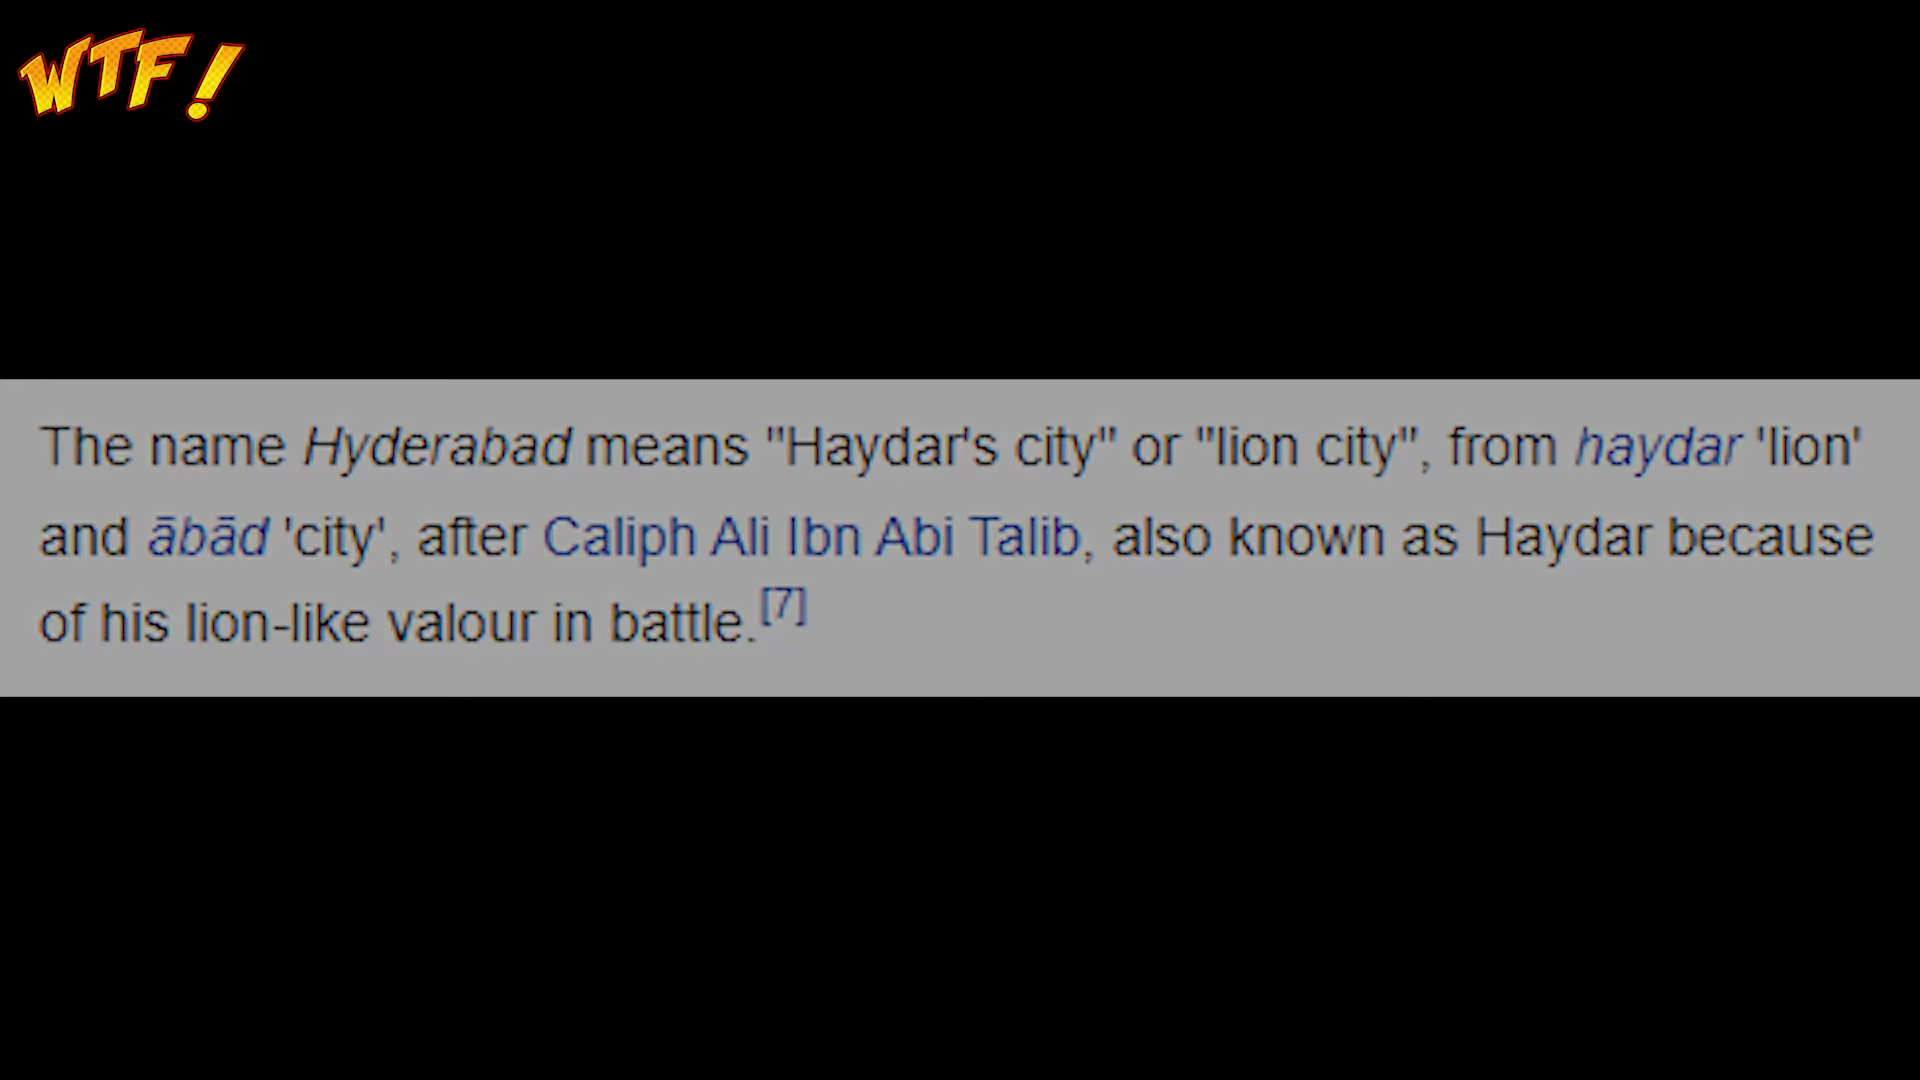 WTF!
The name Hyderabad means "Haydar's city" or "lion city", from haydar 'lion'
and ābād 'city', after Caliph Ali Ibn Abi Talib, also known as Haydar because
of his lion-like valour in battle.[7]